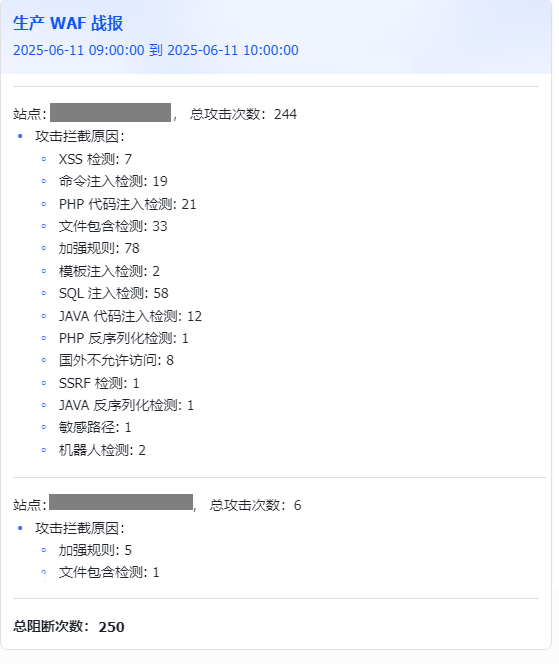 生产 WAF 战报
2025-06-11 09:00:00 到 2025-06-11 10:00:00
站点: ， 总攻击次数：244
攻击拦截原因:
XSS 检测: 7
命令注入检测: 19
PHP 代码注入检测: 21
文件包含检测: 33
加强规则: 78
模板注入检测: 2
SQL 注入检测: 58
JAVA 代码注入检测: 12
PHP 反序列化检测: 1
国外不允许访问: 8
SSRF 检测: 1
JAVA 反序列化检测: 1
敏感路径: 1
机器人检测: 2
站点: ， 总攻击次数：6
攻击拦截原因:
加强规则: 5
文件包含检测: 1
总阻断次数：250